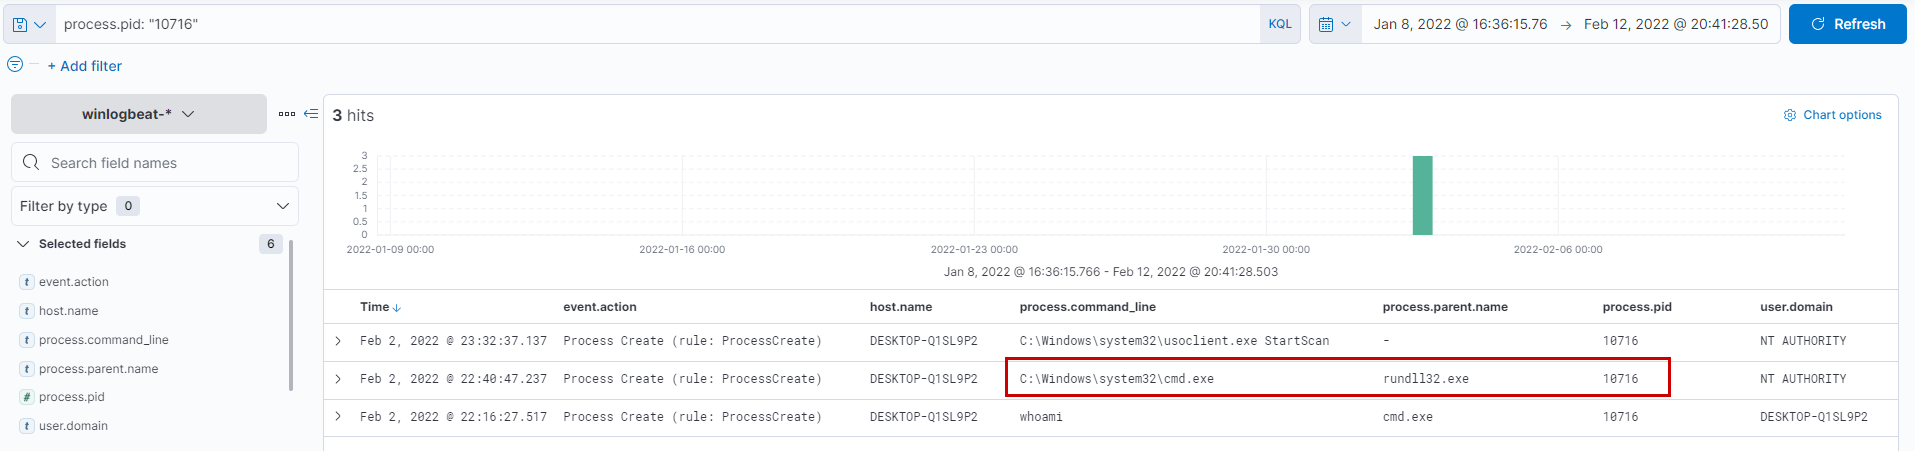 process.pid: "10716" KQL Jan 8, 2022 @ 16:36:15.76 → Feb 12, 2022 @ 20:41:28.50 Refresh
+ Add filter
winlogbeat-*
3 hits
Chart options
Search field names
Filter by type 0
Selected fields 6
event.action
host.name
process.command_line
process.parent.name
process.pid
user.domain
3
2.5
2
1.5
1
0.5
0
2022-01-09 00:00 2022-01-16 00:00 2022-01-23 00:00 2022-01-30 00:00 2022-02-06 00:00
Jan 8, 2022 @ 16:36:15.766 - Feb 12, 2022 @ 20:41:28.503
Time event.action host.name process.command_line process.parent.name process.pid user.domain
Feb 2, 2022 @ 23:32:37.137 Process Create (rule: ProcessCreate) DESKTOP-Q1SL9P2 C:\Windows\system32\usoclient.exe StartScan - 10716 NT AUTHORITY
Feb 2, 2022 @ 22:40:47.237 Process Create (rule: ProcessCreate) DESKTOP-Q1SL9P2 C:\Windows\system32\cmd.exe rundll32.exe 10716 NT AUTHORITY
Feb 2, 2022 @ 22:16:27.517 Process Create (rule: ProcessCreate) DESKTOP-Q1SL9P2 whoami cmd.exe 10716 DESKTOP-Q1SL9P2